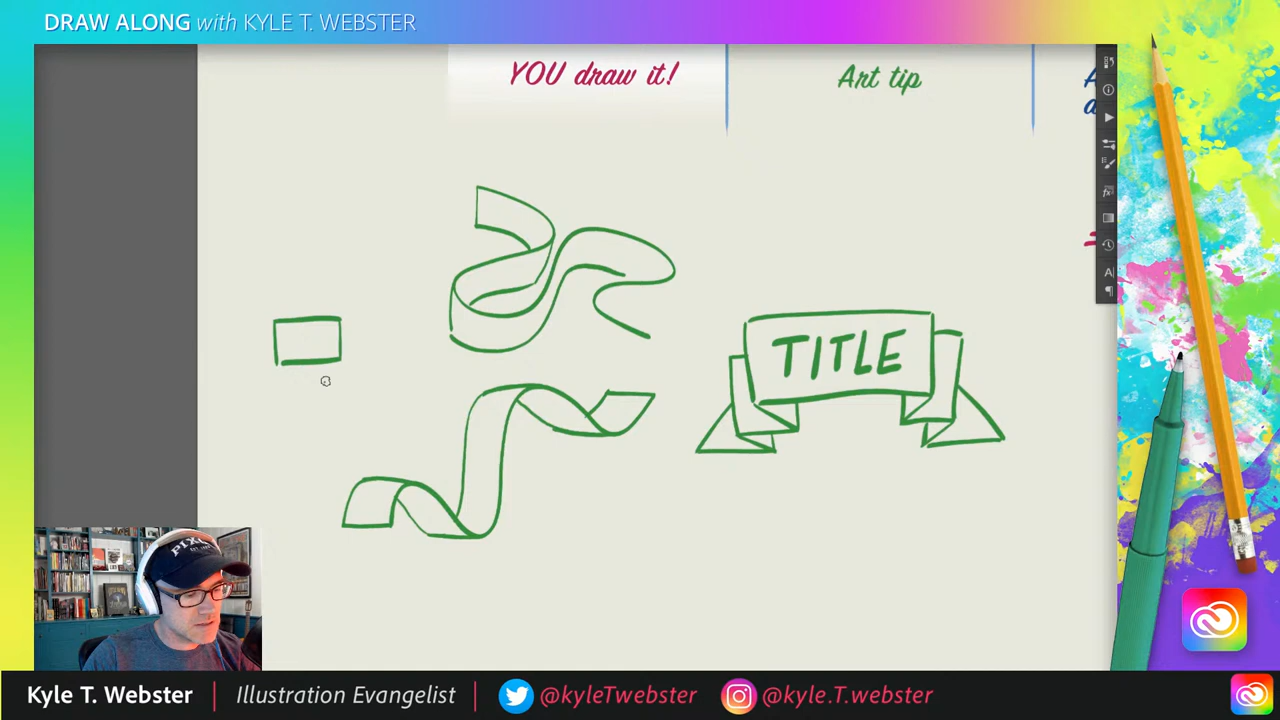 DRAW ALONG with KYLE T. WEBSTER
YOU draw it!
Art tip
TITLE
Kyle T. Webster | Illustration Evangelist | @kyleTwebster @kyle.T.webster